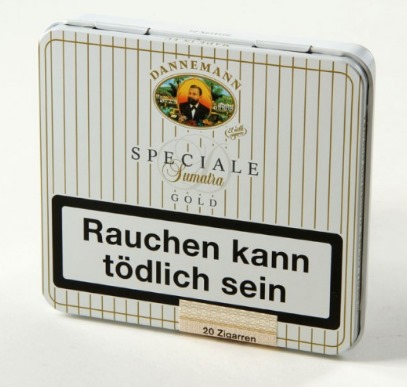 DANNEMANN
SPECIALE
Sumatra
GOLD
Rauchen kann
tödlich sein
20 Zigarren